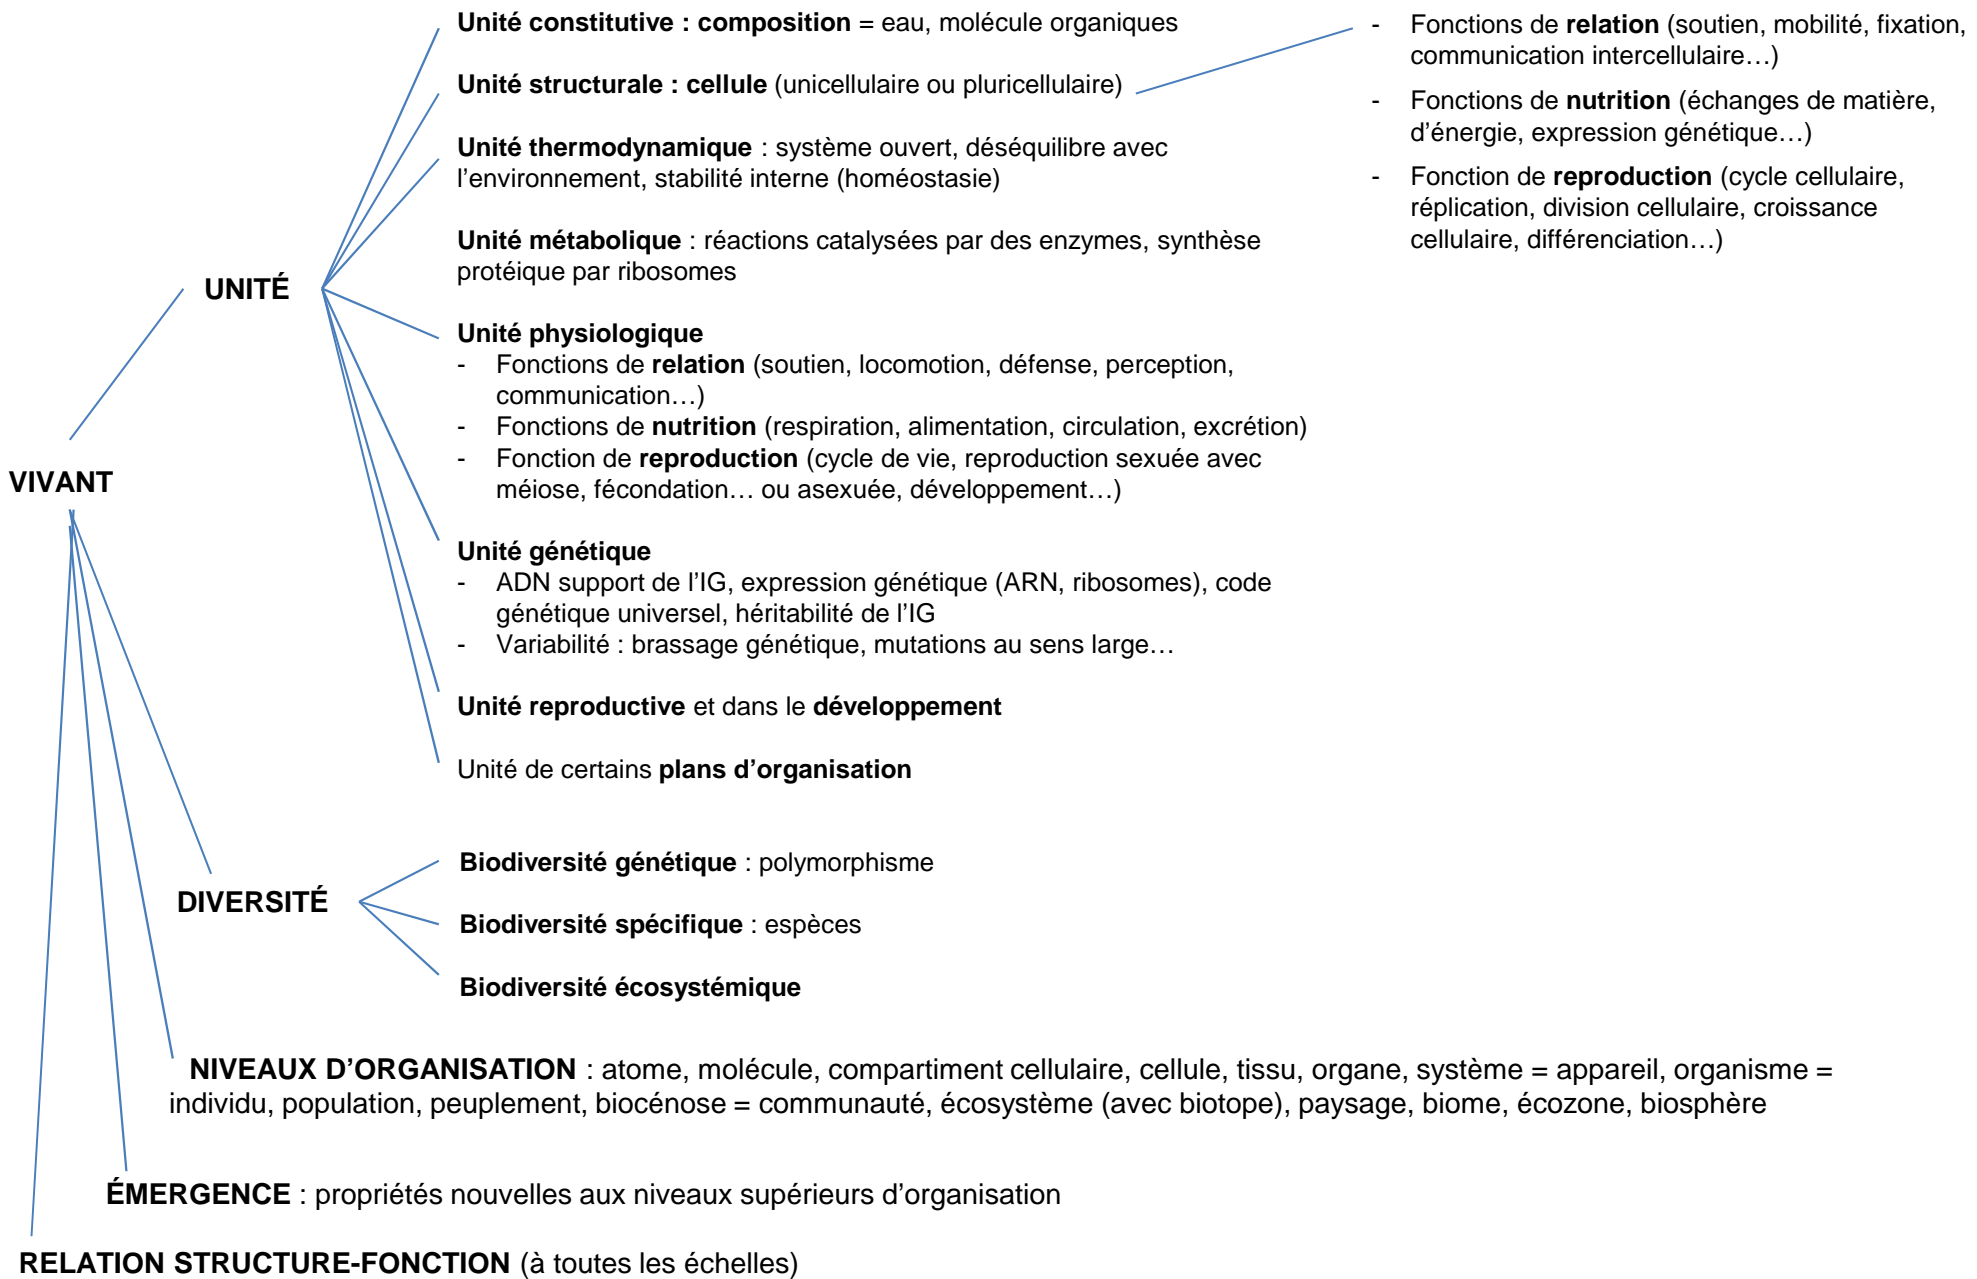 Unité constitutive : composition = eau, molécule organiques
Unité structurale : cellule (unicellulaire ou pluricellulaire)
- Fonctions de relation (soutien, mobilité, fixation,
communication intercellulaire…)
- Fonctions de nutrition (échanges de matière,
d’énergie, expression génétique…)
- Fonction de reproduction (cycle cellulaire,
réplication, division cellulaire, croissance
cellulaire, différenciation…)
Unité thermodynamique : système ouvert, déséquilibre avec
l’environnement, stabilité interne (homéostasie)
Unité métabolique : réactions catalysées par des enzymes, synthèse
protéique par ribosomes
UNITÉ
Unité physiologique
- Fonctions de relation (soutien, locomotion, défense, perception,
communication…)
- Fonctions de nutrition (respiration, alimentation, circulation, excrétion)
- Fonction de reproduction (cycle de vie, reproduction sexuée avec
méiose, fécondation… ou asexuée, développement…)
VIVANT
Unité génétique
- ADN support de l’IG, expression génétique (ARN, ribosomes), code
génétique universel, héritabilité de l’IG
- Variabilité : brassage génétique, mutations au sens large…
Unité reproductive et dans le développement
Unité de certains plans d’organisation
DIVERSITÉ
Biodiversité génétique : polymorphisme
Biodiversité spécifique : espèces
Biodiversité écosystémique
NIVEAUX D’ORGANISATION : atome, molécule, compartiment cellulaire, cellule, tissu, organe, système = appareil, organisme =
individu, population, peuplement, biocénose = communauté, écosystème (avec biotope), paysage, biome, écozone, biosphère
ÉMERGENCE : propriétés nouvelles aux niveaux supérieurs d’organisation
RELATION STRUCTURE-FONCTION (à toutes les échelles)